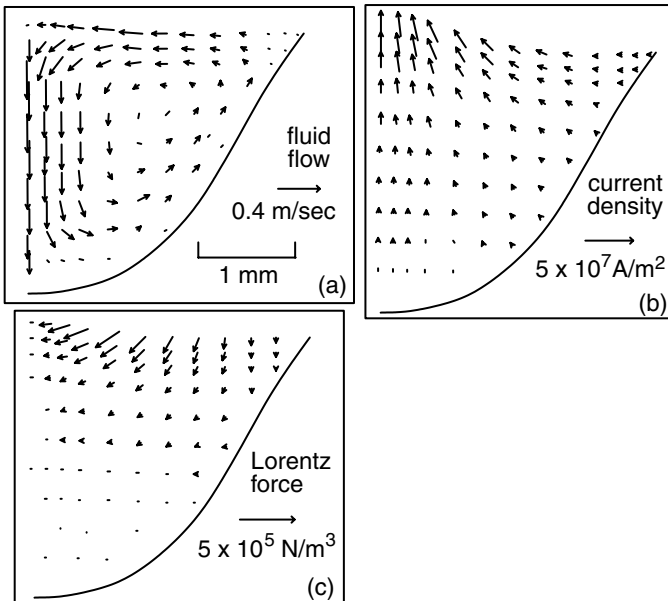 fluid
flow
0.4 m/sec
1 mm
(a)
current
density
5 x 10⁷A/m²
(b)
Lorentz
force
5 x 10⁵ N/m³
(c)